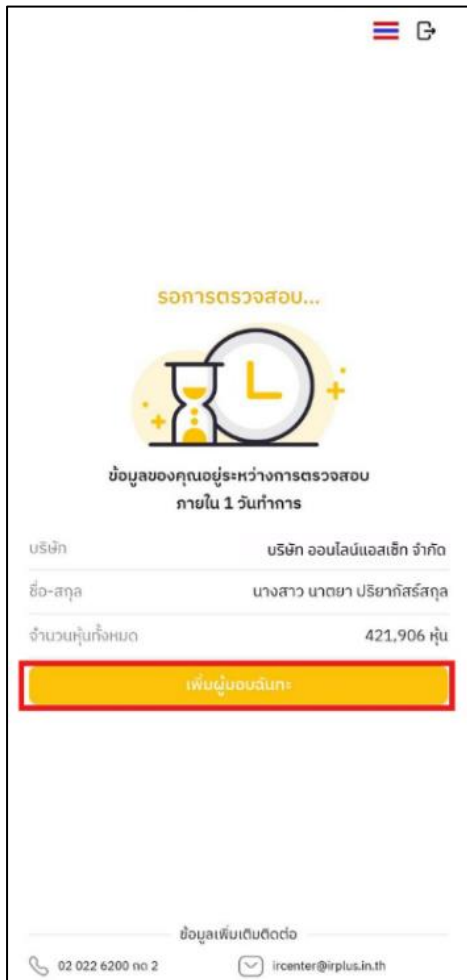 รอการตรวจสอบ...
ข้อมูลของคุณอยู่ระหว่างการตรวจสอบ
ภายใน 1 วันทำการ
บริษัท บริษัท ออนไลน์แอสเซ็ท จำกัด
ชื่อ-สกุล นางสาว นาตยา ปริยาภัสร์สกุล
จำนวนหุ้นทั้งหมด 421,906 หุ้น
เพิ่มผู้มอบฉันทะ
ข้อมูลเพิ่มเติมติดต่อ
02 022 6200 กด 2 ircenter@irplus.in.th